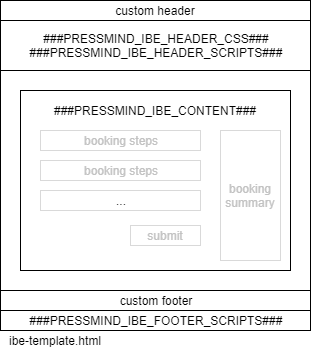 custom header
###PRESSMIND_IBE_HEADER_CSS###
###PRESSMIND_IBE_HEADER_SCRIPTS###
###PRESSMIND_IBE_CONTENT###
booking steps
booking steps
...
submit
booking
summary
custom footer
###PRESSMIND_IBE_FOOTER_SCRIPTS###
ibe-template.html